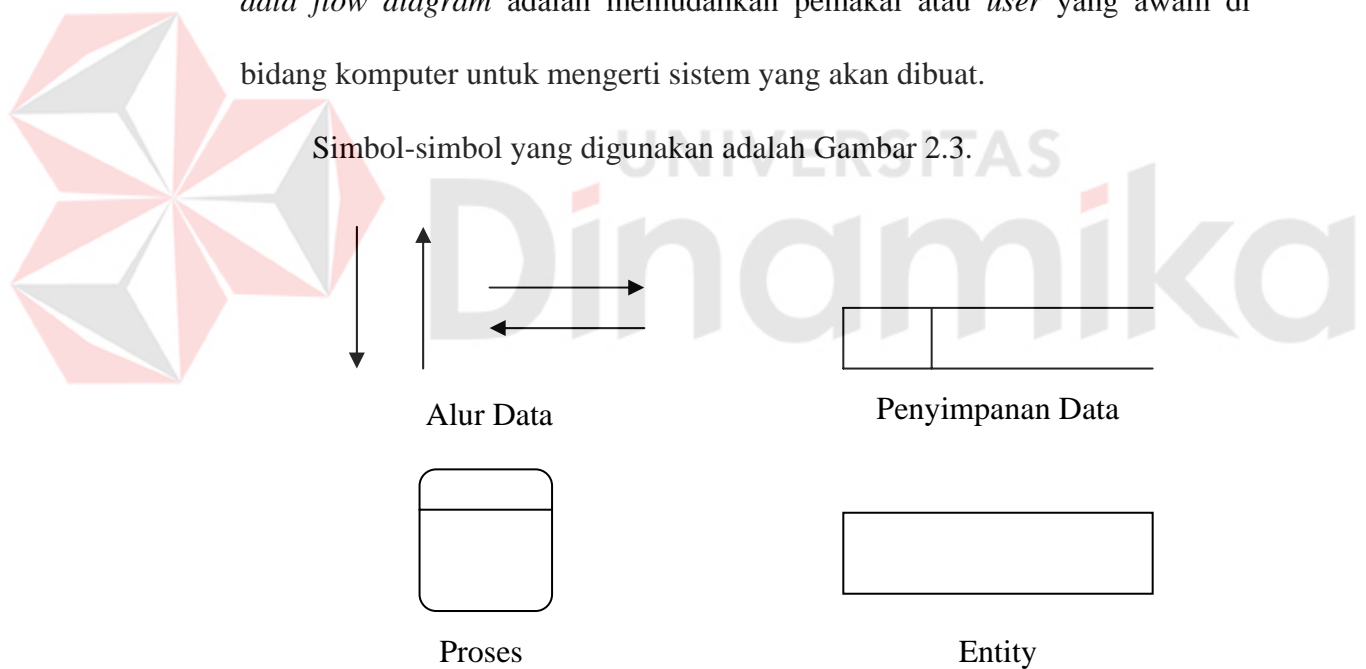 data flow diagram adalah memudahkan pemakai atau user yang awam di
bidang komputer untuk mengerti sistem yang akan dibuat.
Simbol-simbol yang digunakan adalah Gambar 2.3.
UNIVERSITAS
Dinamika
Alur Data
Penyimpanan Data
Proses
Entity